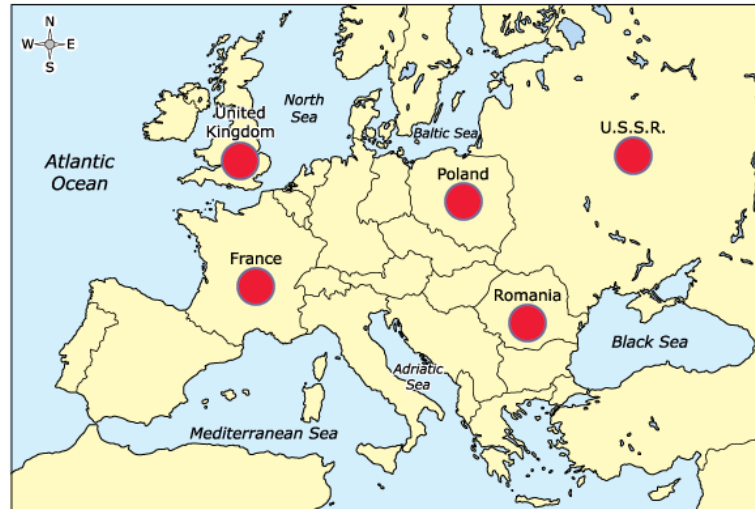 N
W E
S
North
Sea
United
Kingdom
Baltic Sea
U.S.S.R.
Atlantic
Ocean
Poland
France
Romania
Black Sea
Adriatic
Sea
Mediterranean Sea